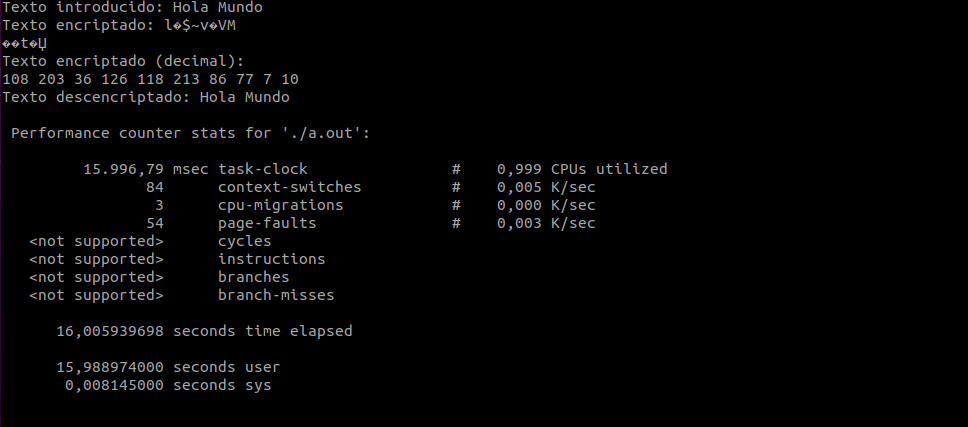 Texto introducido: Hola Mundo
Texto encriptado: l�$~v�VM
��t�Џ
Texto encriptado (decimal):
108 203 36 126 118 213 86 77 7 10
Texto descencriptado: Hola Mundo
Performance counter stats for './a.out':
15.996,79 msec task-clock # 0,999 CPUs utilized
84 context-switches # 0,005 K/sec
3 cpu-migrations # 0,000 K/sec
54 page-faults # 0,003 K/sec
<not supported> cycles
<not supported> instructions
<not supported> branches
<not supported> branch-misses
16,005939698 seconds time elapsed
15,988974000 seconds user
0,008145000 seconds sys